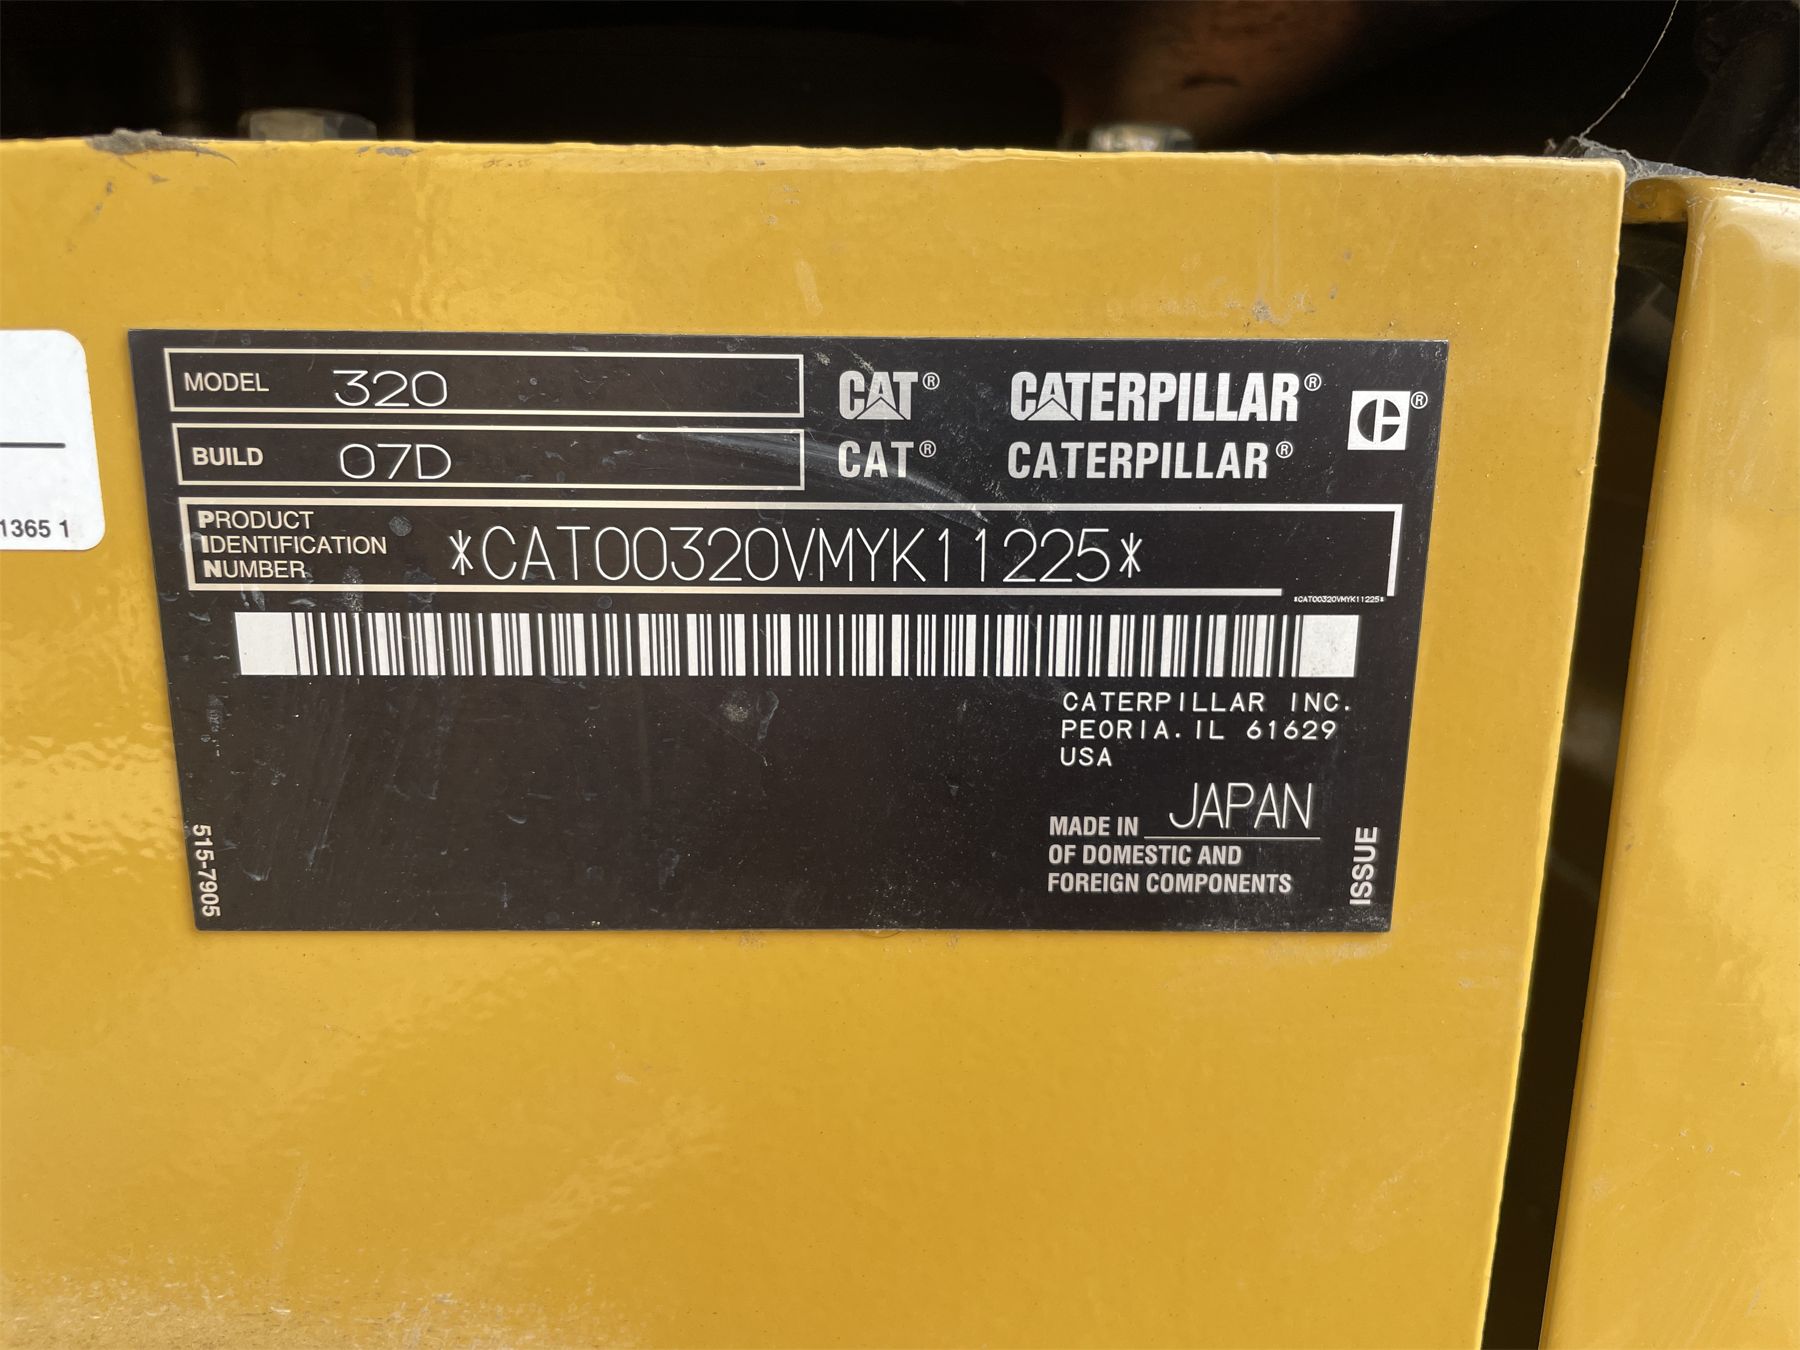 MODEL 320
BUILD 07D
CAT® CATERPILLAR® ®
CAT® CATERPILLAR®
PRODUCT
IDENTIFICATION
NUMBER
*CAT00320VMYK11225*
*CAT00320VMYK11225*
CATERPILLAR INC.
PEORIA. IL 61629
USA
MADE IN JAPAN
OF DOMESTIC AND
FOREIGN COMPONENTS
515-7905
ISSUE
1365 1